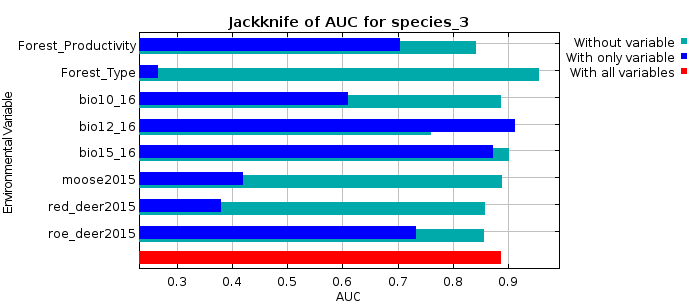 Jackknife of AUC for species_3
Environmental Variable
Forest_Productivity
Forest_Type
bio10_16
bio12_16
bio15_16
moose2015
red_deer2015
roe_deer2015
0.3 0.4 0.5 0.6 0.7 0.8 0.9
AUC
Without variable
With only variable
With all variables